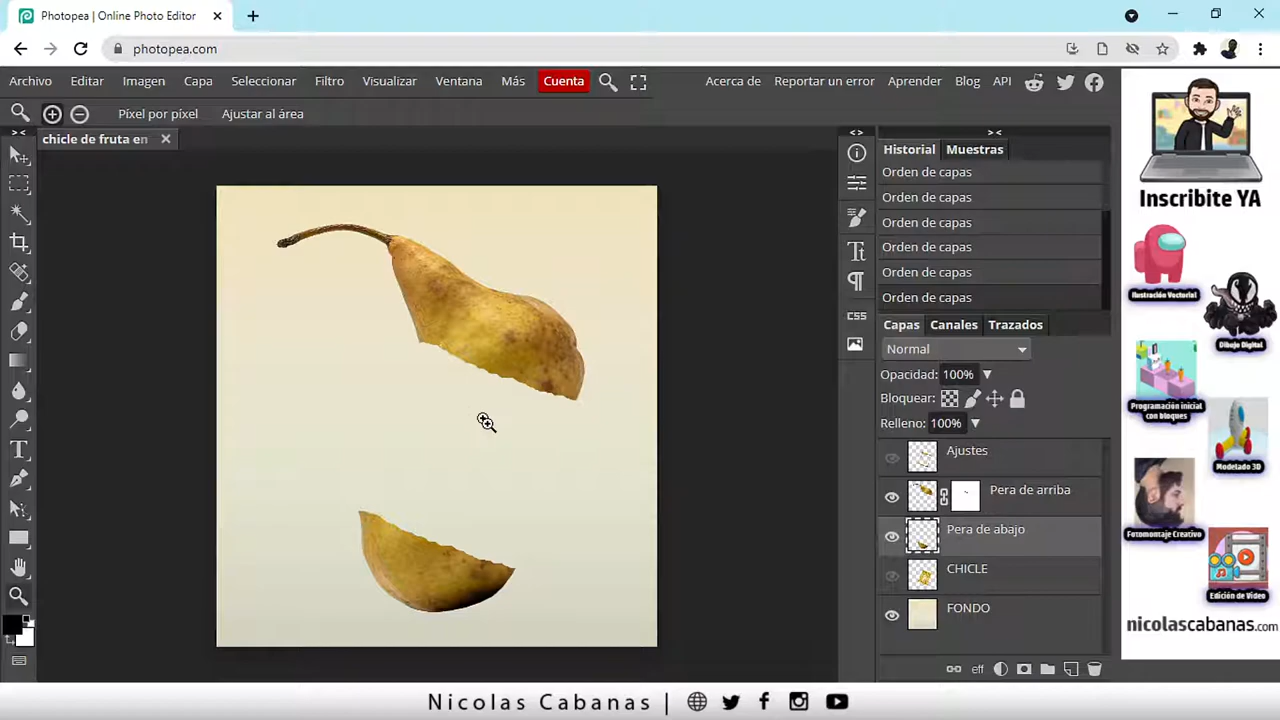 Photopea | Online Photo Editor
photopea.com
Archivo Editar Imagen Capa Seleccionar Filtro Visualizar Ventana Más Cuenta
Acerca de Reportar un error Aprender Blog API
Píxel por píxel Ajustar al área
chicle de fruta en
Historial Muestras
Orden de capas
Orden de capas
Orden de capas
Orden de capas
Orden de capas
Orden de capas
CSS
Capas Canales Trazados
Normal
Opacidad: 100%
Bloquear:
Relleno: 100%
Ajustes
Pera de arriba
Pera de abajo
CHICLE
FONDO
eff
Inscribite YA
Ilustración Vectorial
Dibujo Digital
Programación inicial
con bloques
Modelado 3D
Fotomontaje Creativo
Edición de Video
nicolascabanas.com
Nicolas Cabanas |